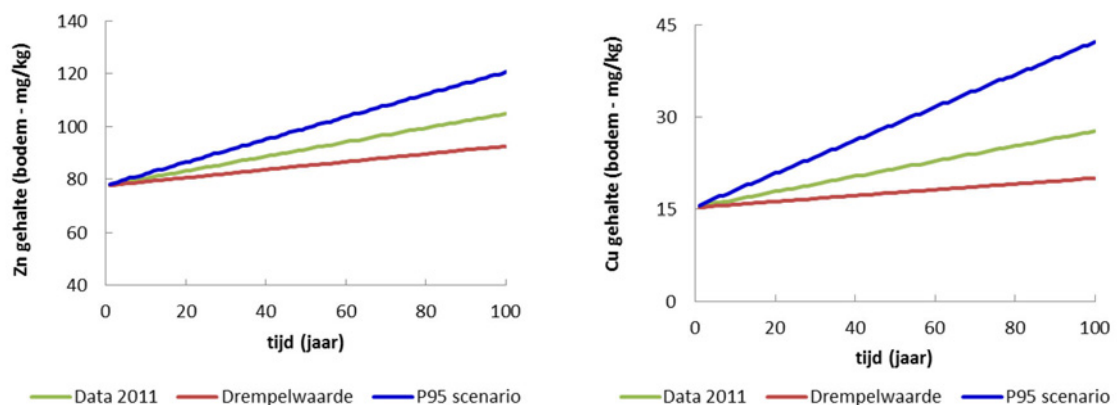 Zn gehalte (bodem - mg/kg)
140
120
100
80
60
40
0 20 40 60 80 100
tijd (jaar)
Data 2011 Drempelwaarde P95 scenario
Cu gehalte (bodem - mg/kg)
45
30
15
0
0 20 40 60 80 100
tijd (jaar)
Data 2011 Drempelwaarde P95 scenario